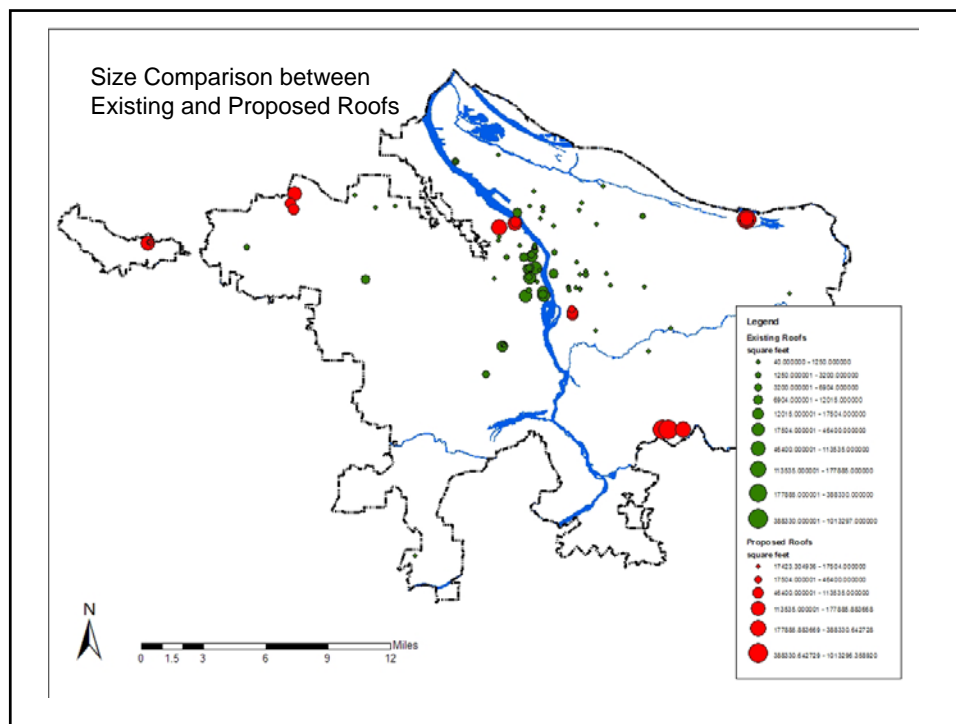 Size Comparison between
Existing and Proposed Roofs
Legend
Existing Roofs
square feet
40.000000 - 1250.000000
1250.000001 - 3200.000000
3200.000001 - 6904.000000
6904.000001 - 12015.000000
12015.000001 - 17504.000000
17504.000001 - 46400.000000
46400.000001 - 113535.000000
113535.000001 - 177885.000000
177885.000001 - 388330.000000
388330.000001 - 1013297.000000
Proposed Roofs
square feet
17504.000001 - 46400.000000
46400.000001 - 113535.000000
N
Miles
0 1.5 3 6 9 12